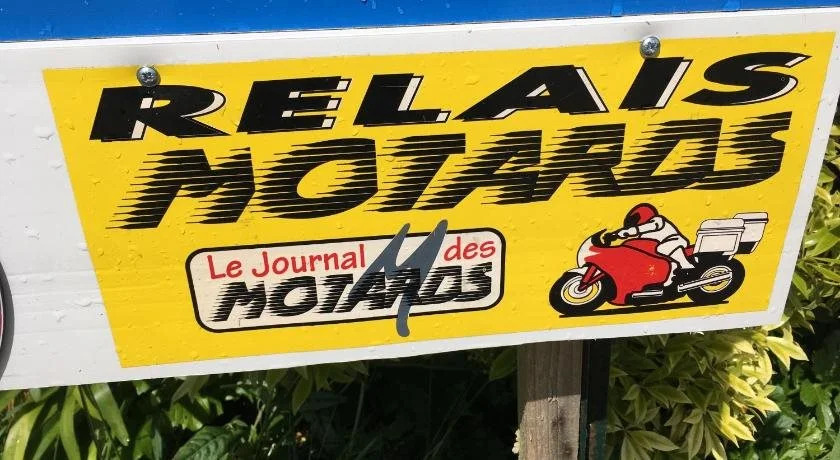 RELAIS
MOTARDS
Le Journal des
MOTARDS